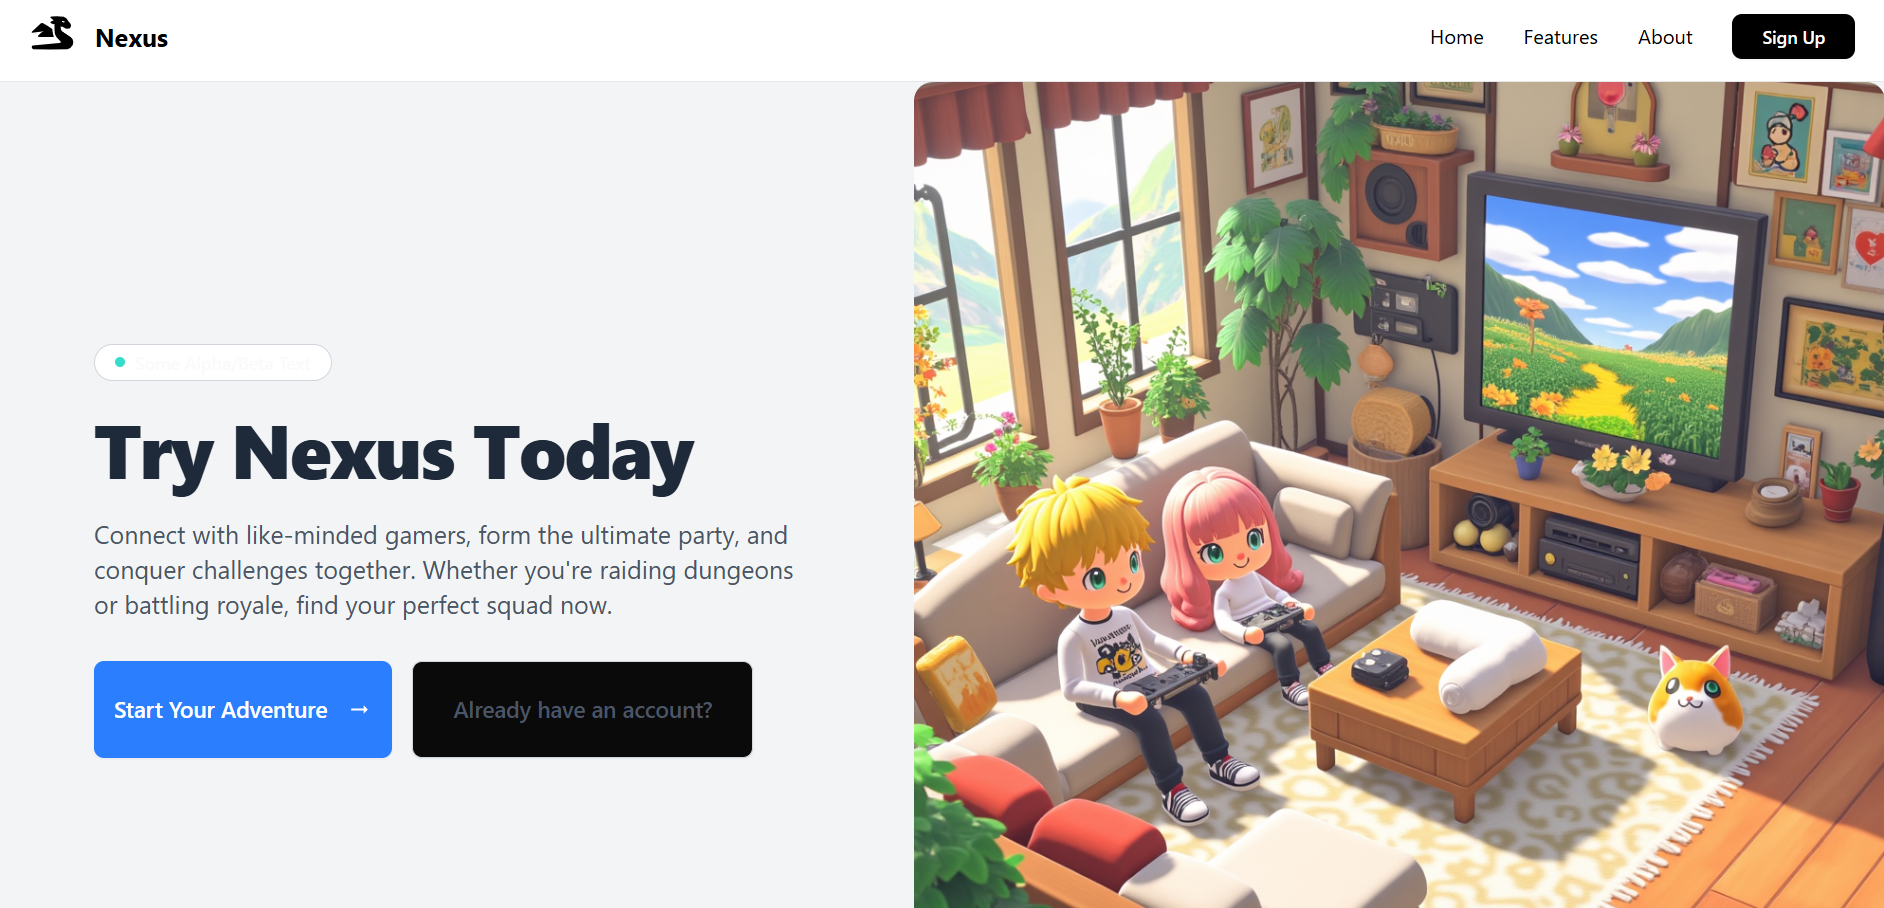 Nexus
Home
Features
About
Sign Up
Some Alpha/Beta Text
Try Nexus Today
Connect with like-minded gamers, form the ultimate party, and
conquer challenges together. Whether you're raiding dungeons
or battling royale, find your perfect squad now.
Start Your Adventure →
Already have an account?